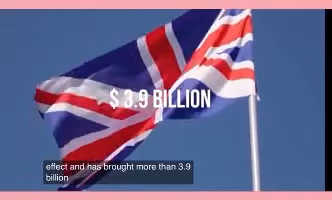 $ 3.9 BILLION
effect and has brought more than 3.9
billion